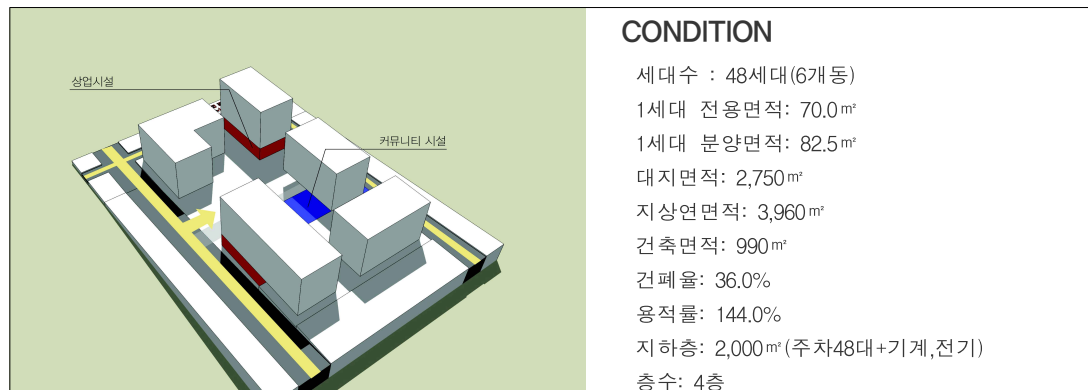 상업시설
커뮤니티 시설
CONDITION
세대수 : 48세대(6개동)
1세대 전용면적: 70.0㎡
1세대 분양면적: 82.5㎡
대지면적: 2,750㎡
지상연면적: 3,960㎡
건축면적: 990㎡
건폐율: 36.0%
용적률: 144.0%
지하층: 2,000㎡(주차48대+기계,전기)
층수: 4층